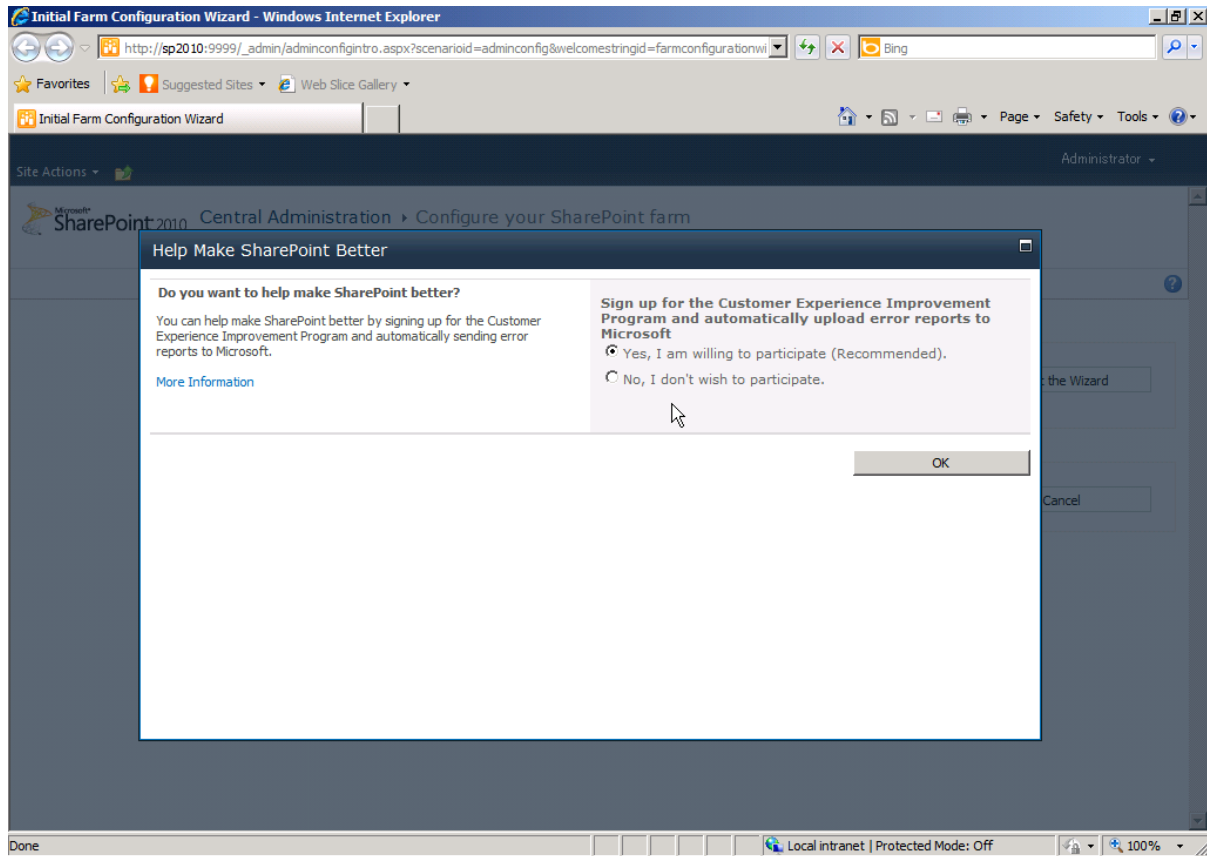 Initial Farm Configuration Wizard - Windows Internet Explorer
http://sp2010:9999/_admin/adminconfigintro.aspx?scenarioid=adminconfig&welcomestringid=farmconfigurationwi
Bing
Favorites
Suggested Sites
Web Slice Gallery
Initial Farm Configuration Wizard
Page
Safety
Tools
Site Actions
Administrator
Microsoft
SharePoint 2010
Central Administration
Configure your SharePoint farm
Help Make SharePoint Better
Do you want to help make SharePoint better?
You can help make SharePoint better by signing up for the Customer
Experience Improvement Program and automatically sending error
reports to Microsoft.
More Information
Sign up for the Customer Experience Improvement
Program and automatically upload error reports to
Microsoft
Yes, I am willing to participate (Recommended).
No, I don't wish to participate.
OK
the Wizard
Cancel
Done
Local intranet | Protected Mode: Off
100%